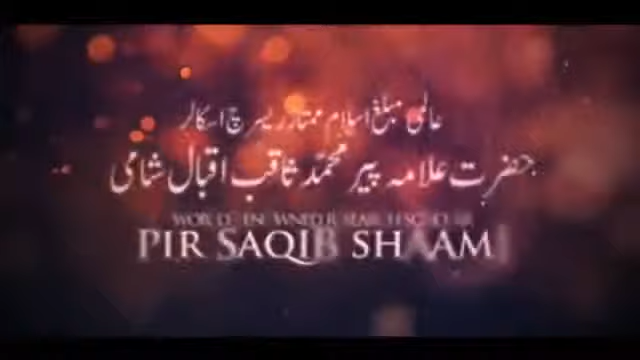 عالمی مبلغ اسلام ممتاز ریسرچ اسکالر
حضرت علامہ پیر محمد ثاقب اقبال شامی
PIR SAQIB SHAAMI